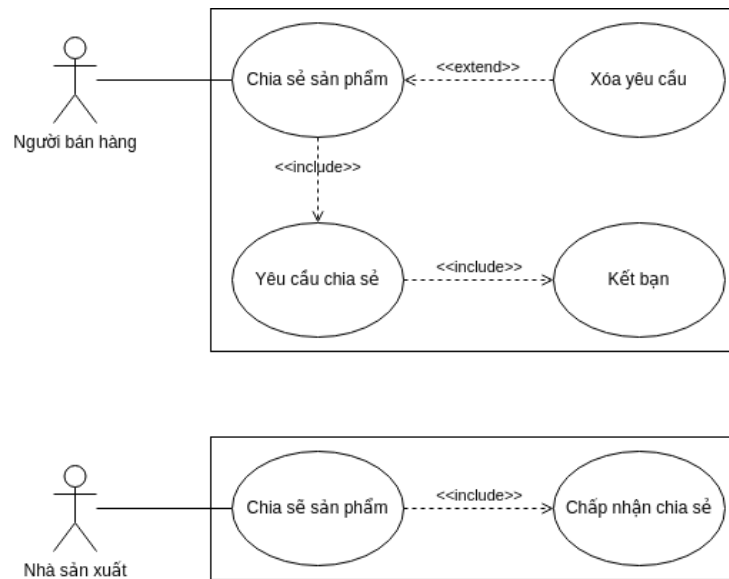 Chia sẻ sản phẩm
<<extend>>
Xóa yêu cầu
Người bán hàng
<<include>>
Yêu cầu chia sẻ
<<include>>
Kết bạn
Chia sẽ sản phẩm
<<include>>
Chấp nhận chia sẻ
Nhà sản xuất